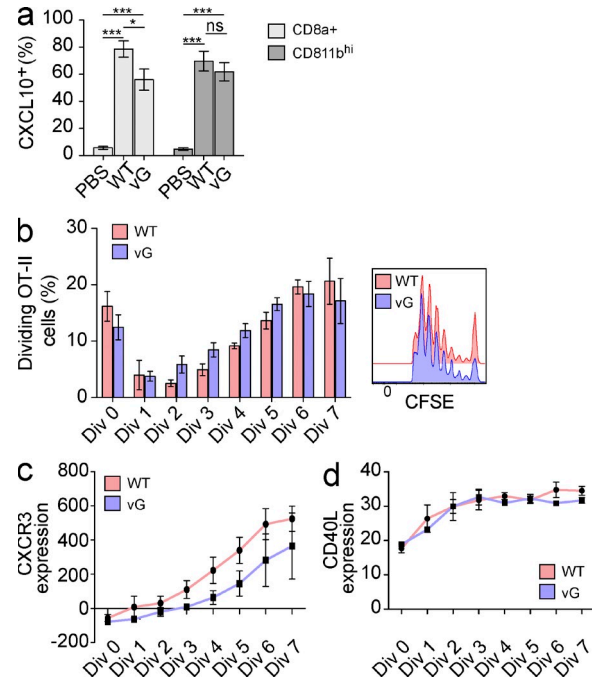 a
CXCL10+ (%)
100
80
60
40
20
0
*** 
*** *
***
*** ns
PBS WT vG PBS WT vG
CD8a+
CD811bhi
b
Dividing OT-II
cells (%)
30
20
10
0
WT
vG
Div 0 Div 1 Div 2 Div 3 Div 4 Div 5 Div 6 Div 7
WT
vG
0
CFSE
c
CXCR3
expression
800
600
400
200
0
-200
WT
vG
Div 0 Div 1 Div 2 Div 3 Div 4 Div 5 Div 6 Div 7
d
CD40L
expression
40
30
20
10
0
WT
vG
Div 0 Div 1 Div 2 Div 3 Div 4 Div 5 Div 6 Div 7